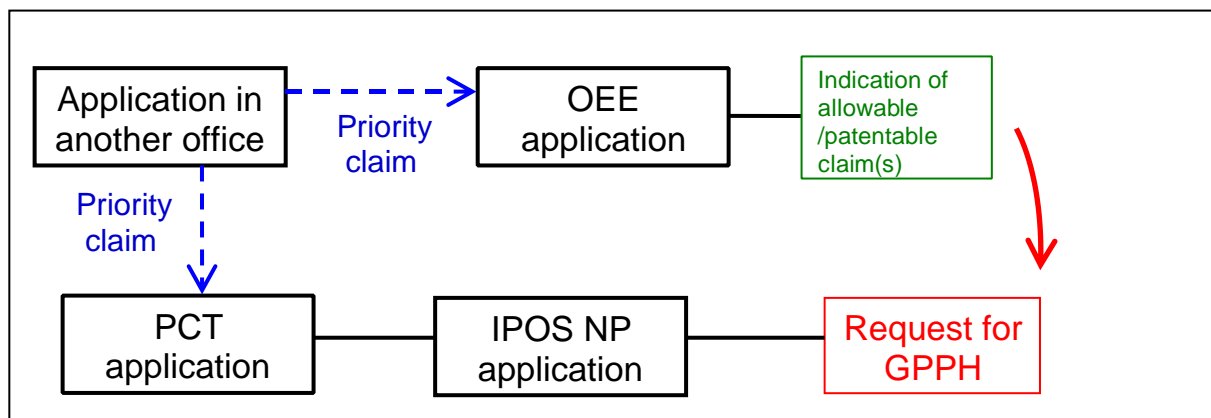 Application in
another office
Priority
claim
OEE
application
Indication of
allowable
/patentable
claim(s)
Priority
claim
PCT
application
IPOS NP
application
Request for
GPPH